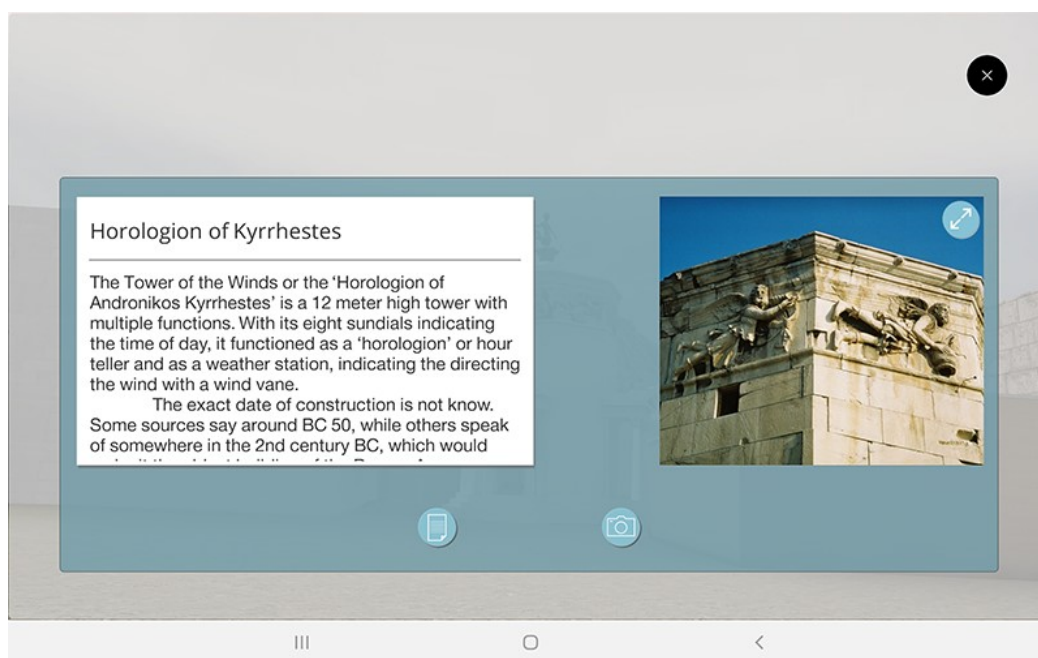 Horologion of Kyrrhestes
The Tower of the Winds or the 'Horologion of
Andronikos Kyrrhestes' is a 12 meter high tower with
multiple functions. With its eight sundials indicating
the time of day, it functioned as a 'horologion' or hour
teller and as a weather station, indicating the directing
the wind with a wind vane.
The exact date of construction is not know.
Some sources say around BC 50, while others speak
of somewhere in the 2nd century BC, which would